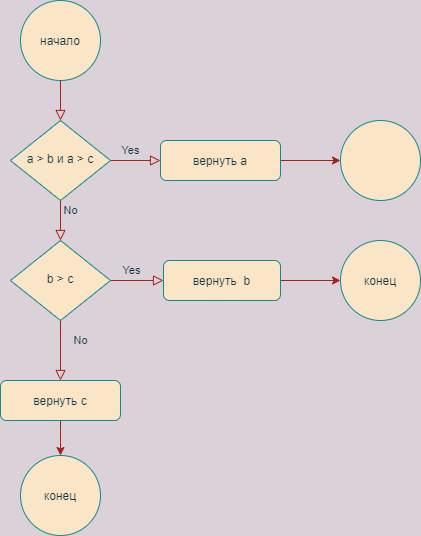 начало
a > b и a > c
Yes
вернуть a
No
b > c
Yes
вернуть b
конец
No
вернуть c
конец